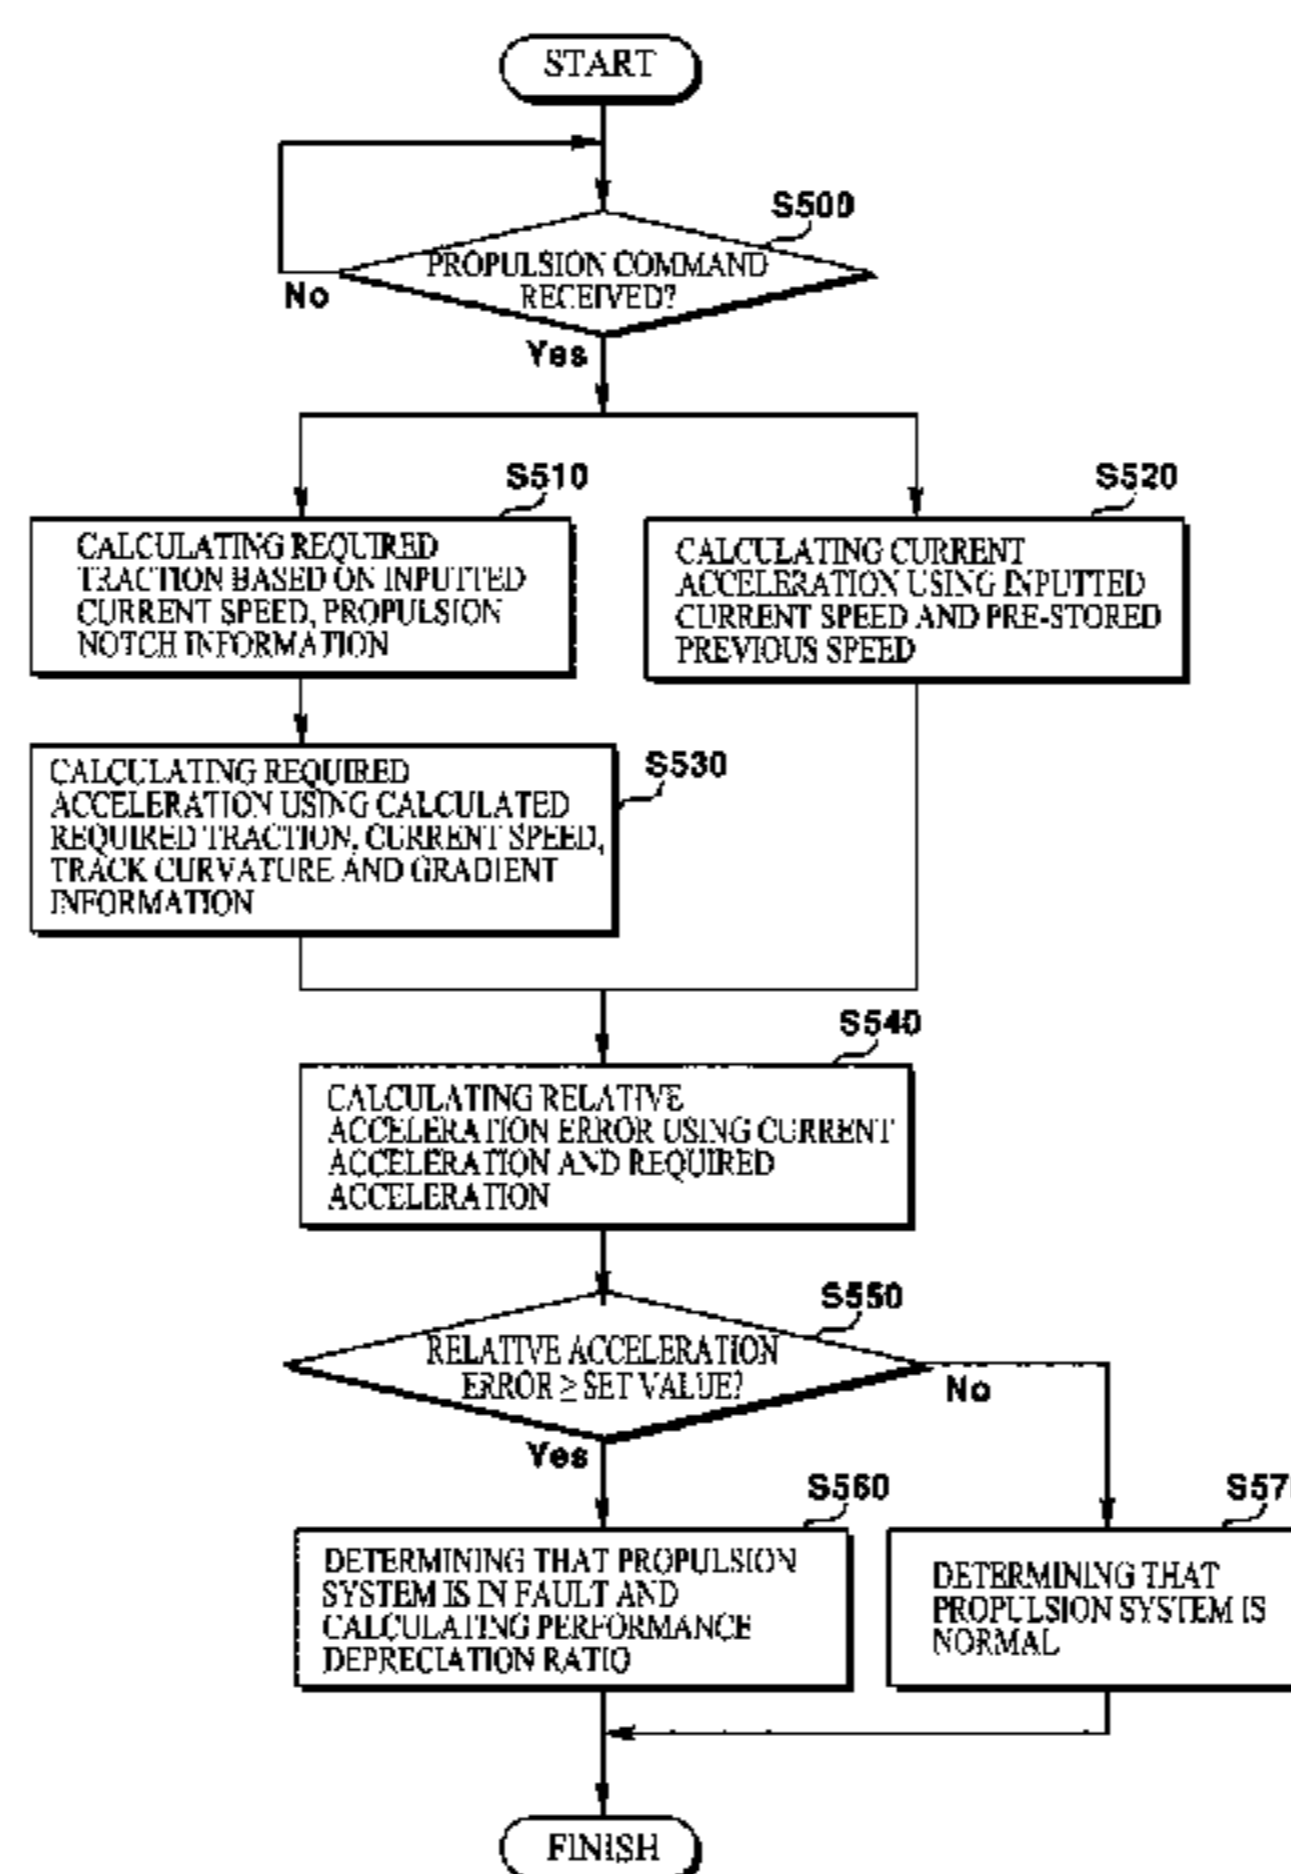 START
S500
PROPULSION COMMAND
RECEIVED?
No
Yes
S510
CALCULATING REQUIRED
TRACTION BASED ON INPUTTED
CURRENT SPEED, PROPULSION
NOTCH INFORMATION
S520
CALCULATING CURRENT
ACCELERATION USING INPUTTED
CURRENT SPEED AND PRE-STORED
PREVIOUS SPEED
S530
CALCULATING REQUIRED
ACCELERATION USING CALCULATED
REQUIRED TRACTION, CURRENT SPEED,
TRACK CURVATURE AND GRADIENT
INFORMATION
S540
CALCULATING RELATIVE
ACCELERATION ERROR USING CURRENT
ACCELERATION AND REQUIRED
ACCELERATION
S550
RELATIVE ACCELERATION
ERROR ≥ SET VALUE?
No
Yes
S560
DETERMINING THAT PROPULSION
SYSTEM IS IN FAULT AND
CALCULATING PERFORMANCE
DEPRECIATION RATIO
S57
DETERMINING THAT
PROPULSION SYSTEM IS
NORMAL
FINISH